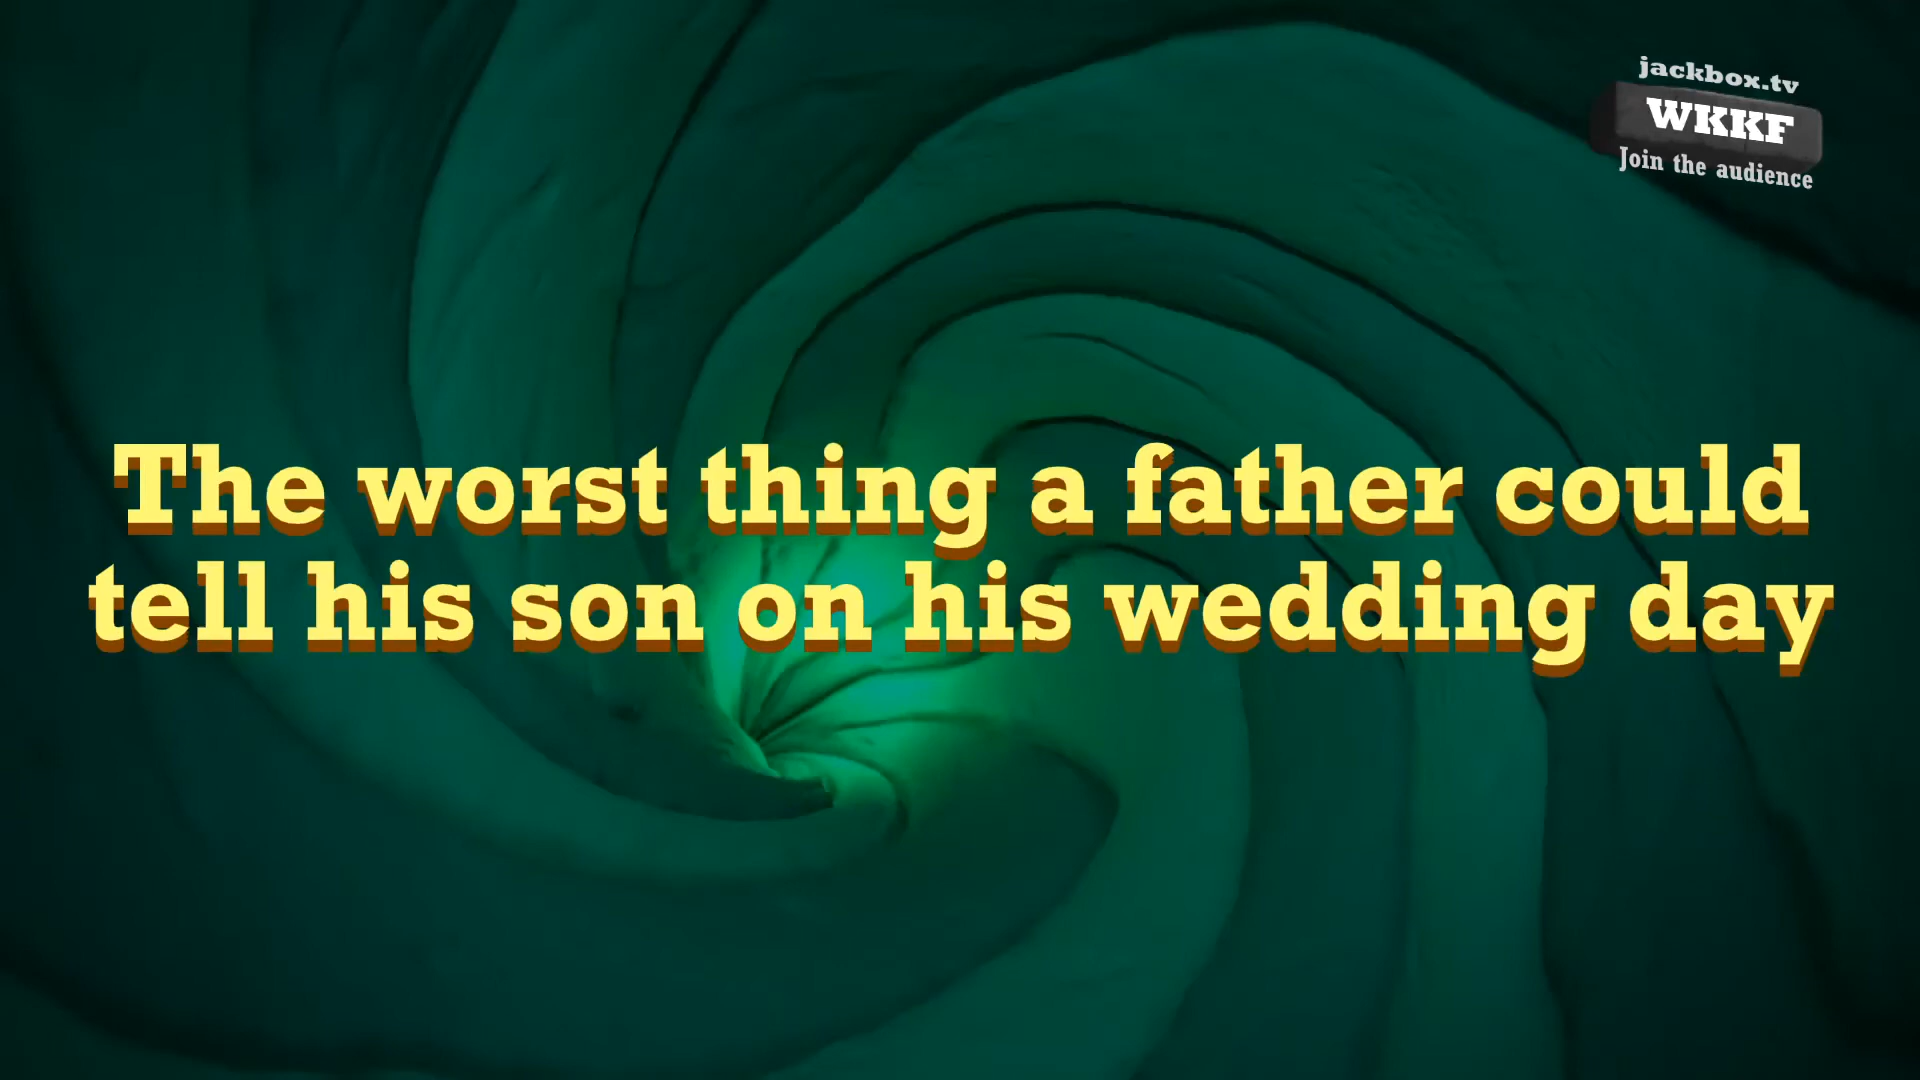 jackbox.tv
WKKF
Join the audience
The worst thing a father could
tell his son on his wedding day